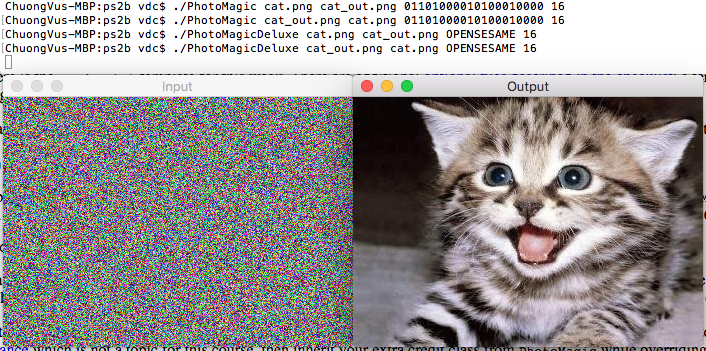 ChuongVus-MBP:ps2b vdc$ ./PhotoMagic cat.png cat_out.png 01101000010100010000 16
[ChuongVus-MBP:ps2b vdc$ ./PhotoMagic cat.png cat_out.png 01101000010100010000 16
[ChuongVus-MBP:ps2b vdc$ ./PhotoMagicDeluxe cat_out.png cat.png OPENSESAME 16
[ChuongVus-MBP:ps2b vdc$ ./PhotoMagicDeluxe cat_out.png cat.png OPENSESAME 16
Input
Output
which is not a topic for this course, then inherit your extra credit class from PhotoMagic while overriding